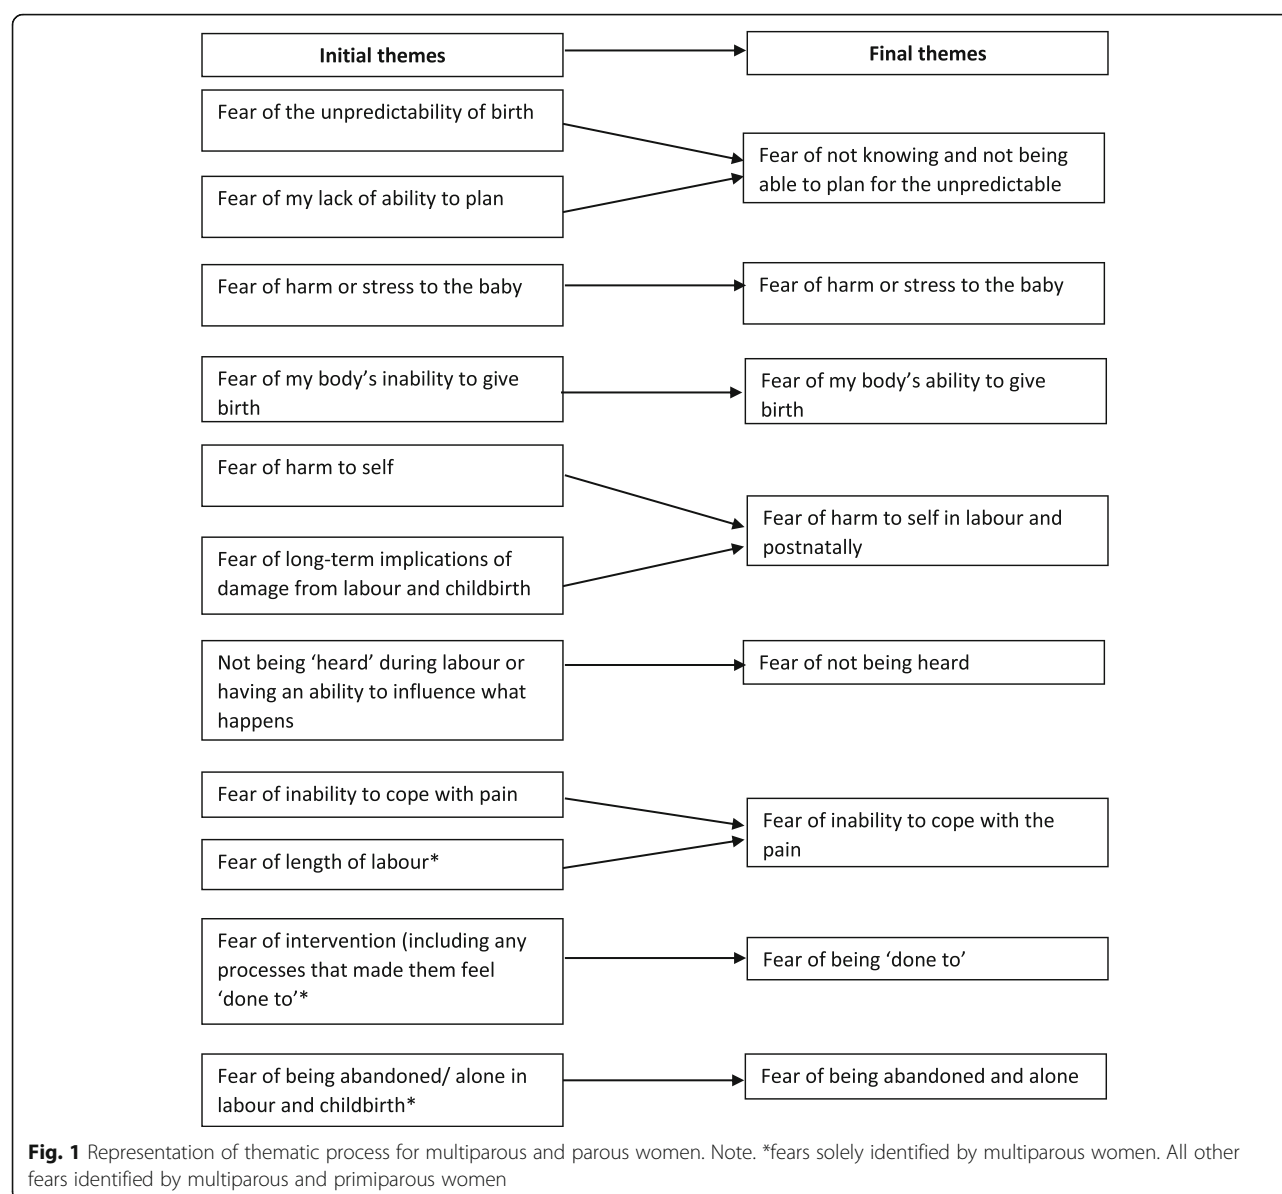 Initial themes
Final themes
Fear of the unpredictability of birth
Fear of my lack of ability to plan
Fear of not knowing and not being
able to plan for the unpredictable
Fear of harm or stress to the baby
Fear of harm or stress to the baby
Fear of my body’s inability to give
birth
Fear of my body’s ability to give
birth
Fear of harm to self
Fear of long-term implications of
damage from labour and childbirth
Fear of harm to self in labour and
postnatally
Not being ‘heard’ during labour or
having an ability to influence what
happens
Fear of not being heard
Fear of inability to cope with pain
Fear of length of labour*
Fear of inability to cope with the
pain
Fear of intervention (including any
processes that made them feel
‘done to’*
Fear of being ‘done to’
Fear of being abandoned/ alone in
labour and childbirth*
Fear of being abandoned and alone
Fig. 1 Representation of thematic process for multiparous and parous women. Note. *fears solely identified by multiparous women. All other
fears identified by multiparous and primiparous women